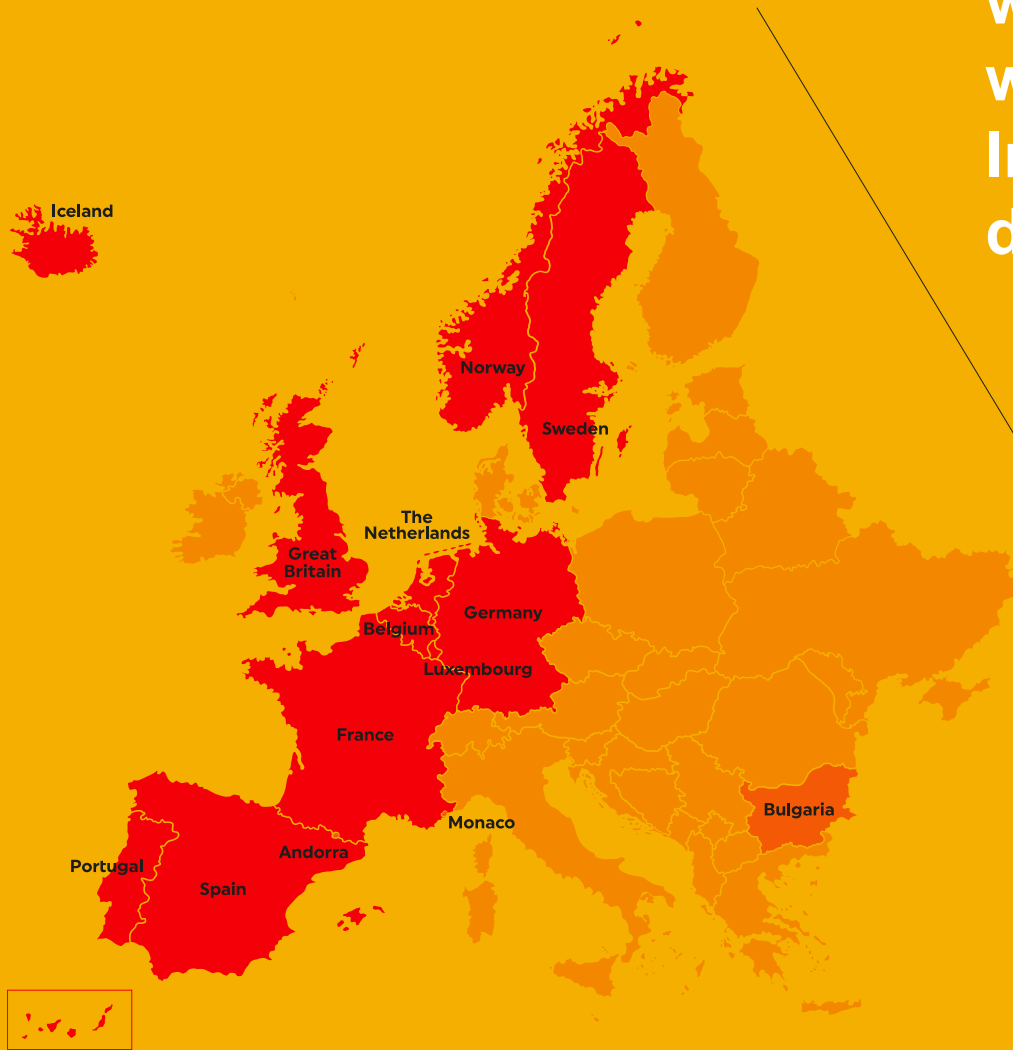 Iceland
Norway
Sweden
The
Netherlands
Great
Britain
Germany
Belgium
Luxembourg
France
Bulgaria
Monaco
Andorra
Portugal
Spain